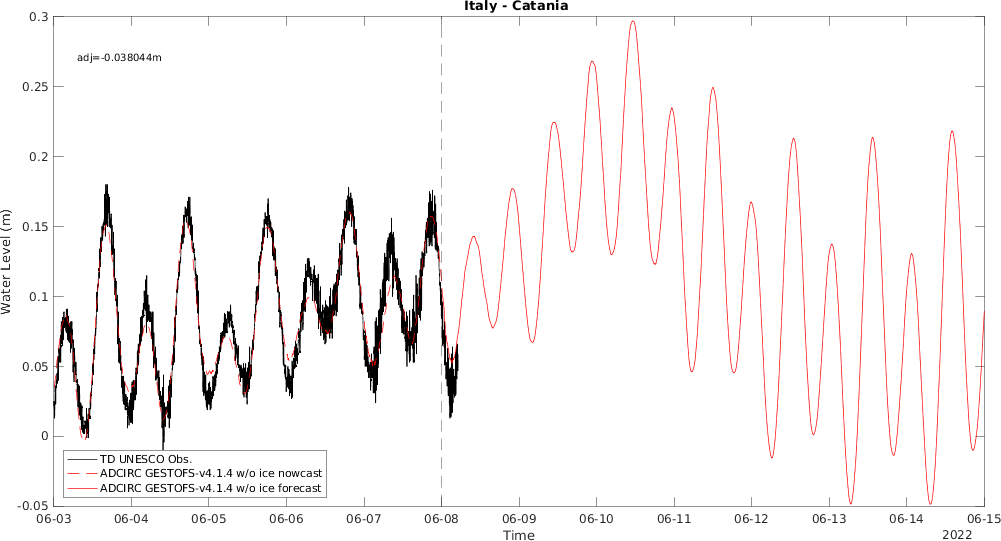 Italy - Catania
adj=-0.038044m
Water Level (m)
0.3
0.25
0.2
0.15
0.1
0.05
0
-0.05
TD UNESCO Obs.
ADCIRC GESTOFS-v4.1.4 w/o ice nowcast
ADCIRC GESTOFS-v4.1.4 w/o ice forecast
06-03 06-04 06-05 06-06 06-07 06-08 06-09 06-10 06-11 06-12 06-13 06-14 06-15
Time
2022